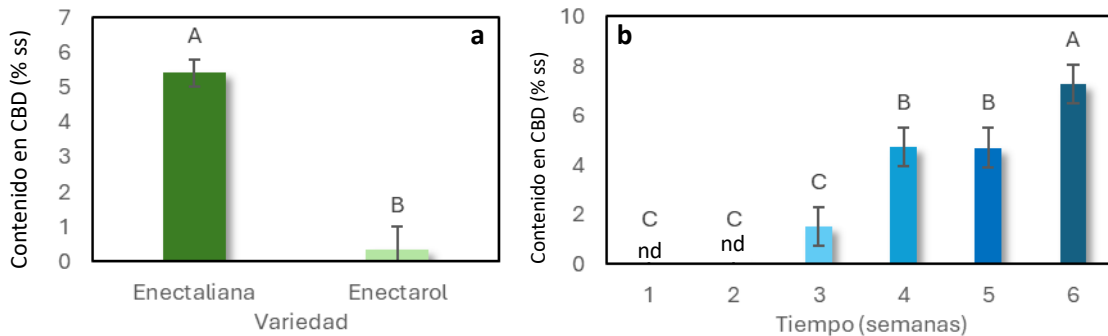 Contenido en CBD (% ss)
7
6
5
4
3
2
1
0
A
B
a
Enectaliana Enectarol
Variedad
Contenido en CBD (% ss)
10
8
6
4
2
0
b
C
nd
C
nd
C
B
B
A
1 2 3 4 5 6
Tiempo (semanas)